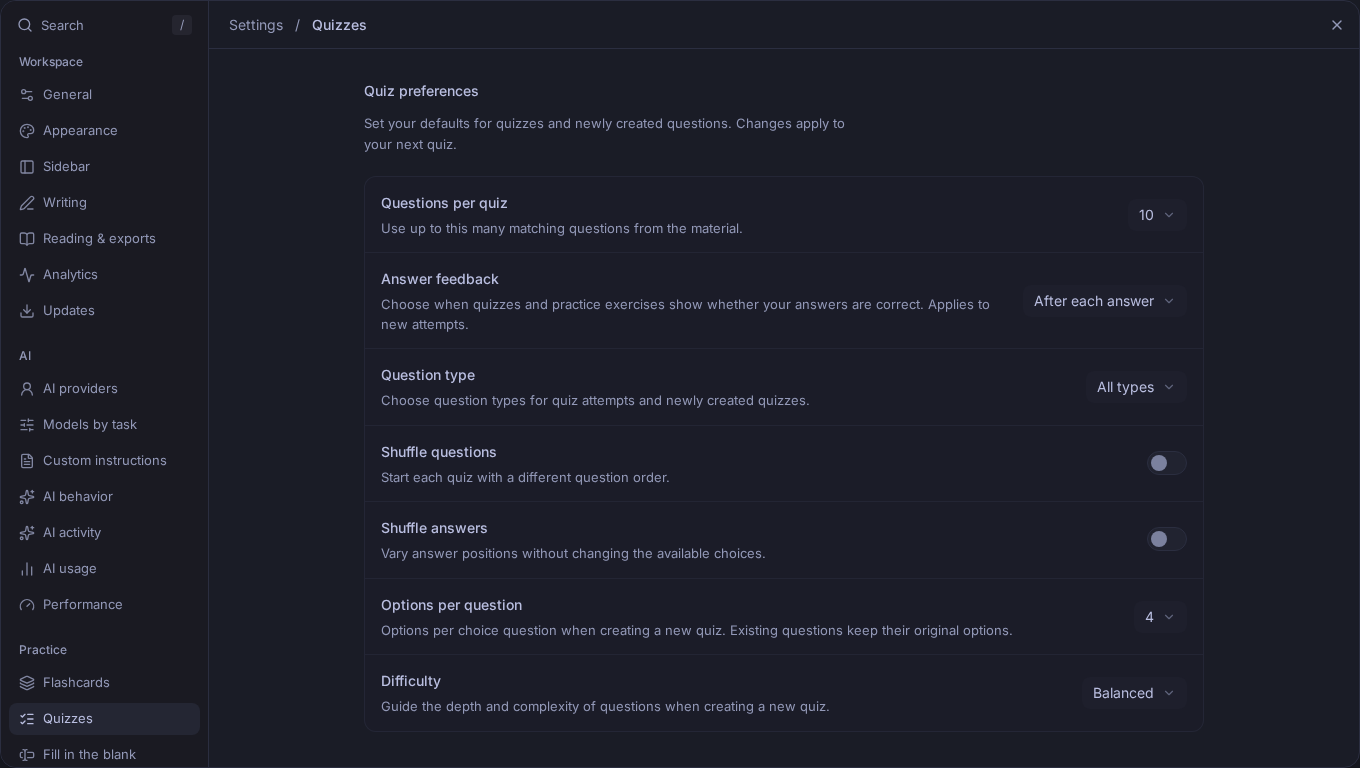 Search /
Workspace
General
Appearance
Sidebar
Writing
Reading & exports
Analytics
Updates
AI
AI providers
Models by task
Custom instructions
AI behavior
AI activity
AI usage
Performance
Practice
Flashcards
Quizzes
Fill in the blank
Settings / Quizzes
Quiz preferences
Set your defaults for quizzes and newly created questions. Changes apply to
your next quiz.
Questions per quiz
Use up to this many matching questions from the material.
10
Answer feedback
Choose when quizzes and practice exercises show whether your answers are correct. Applies to
new attempts.
After each answer
Question type
Choose question types for quiz attempts and newly created quizzes.
All types
Shuffle questions
Start each quiz with a different question order.
Shuffle answers
Vary answer positions without changing the available choices.
Options per question
Options per choice question when creating a new quiz. Existing questions keep their original options.
4
Difficulty
Guide the depth and complexity of questions when creating a new quiz.
Balanced